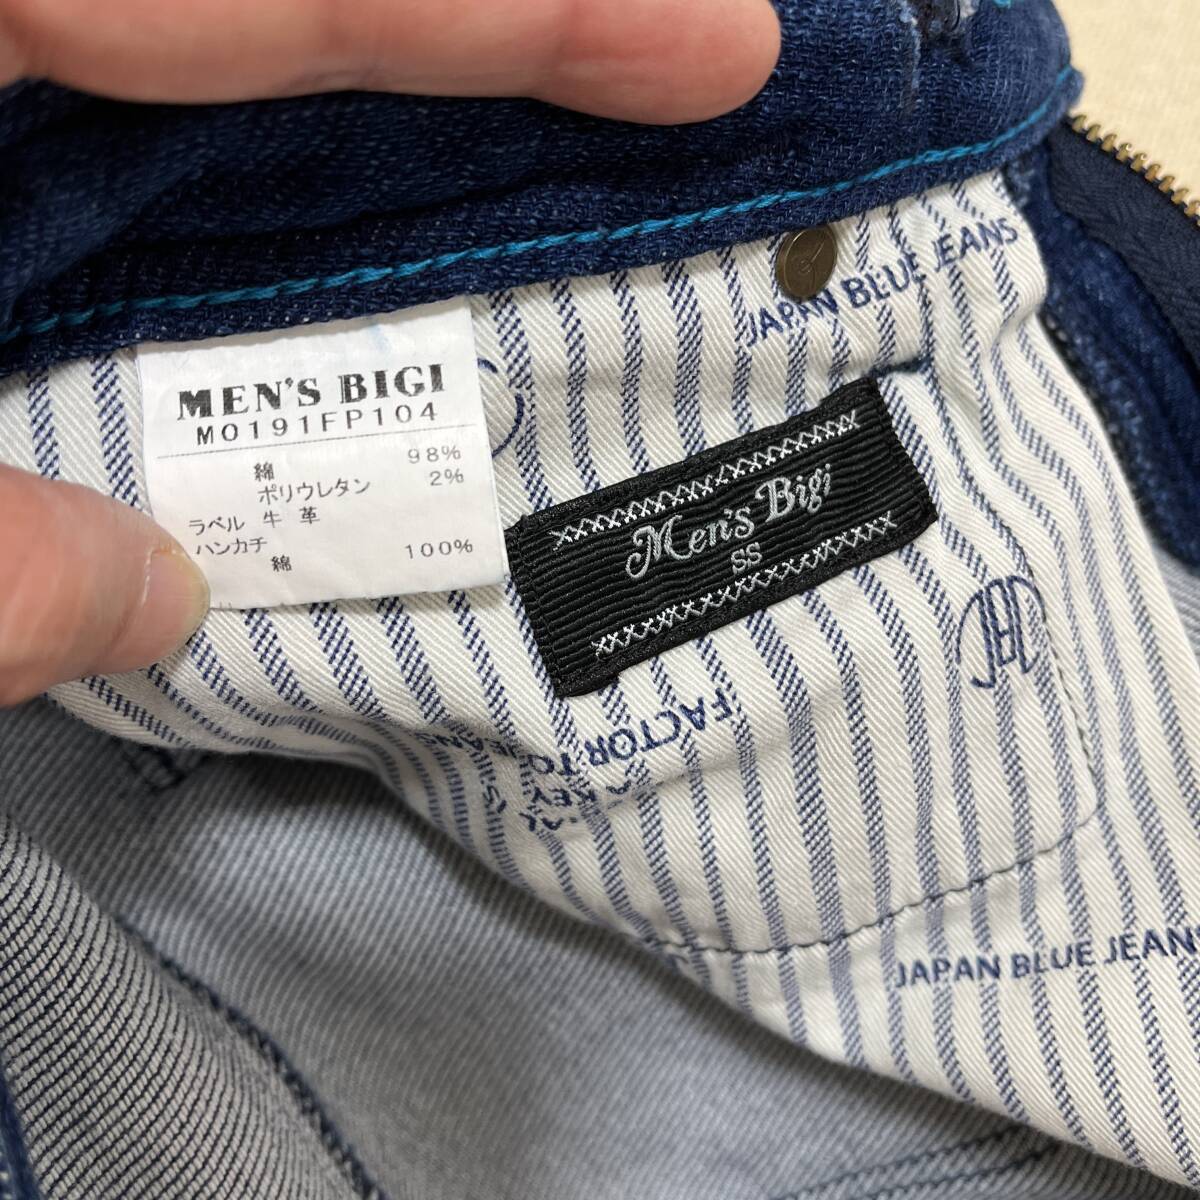 MEN'S BIGI
M0191FP104
綿 98%
ポリウレタン 2%
ラベル 牛革
ハンカチ
綿 100%
Men's Bigi
SS
JAPAN BLUE JEANS
FACTOR
JAPAN BLUE JEANS